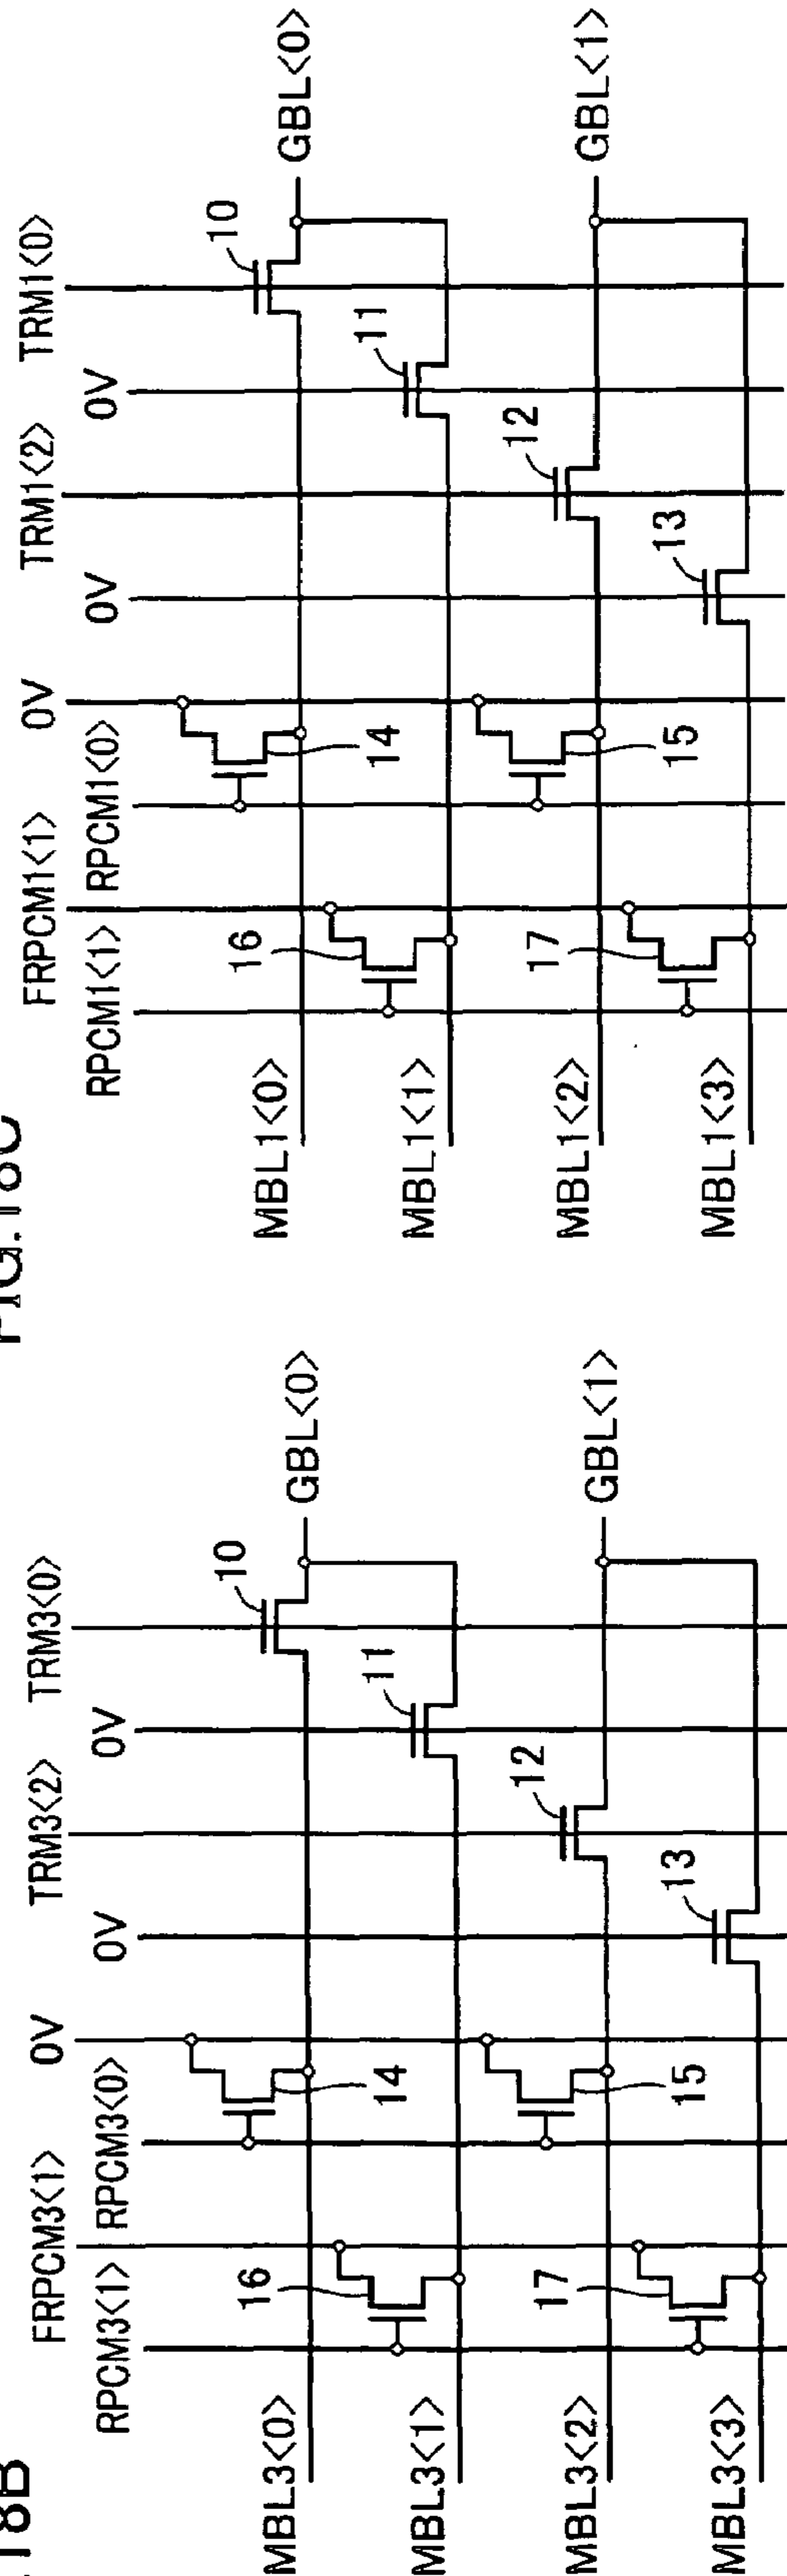 FIG.18C
FRPCM1<1>
0V
TRM1<2>
TRM1<0>
RPCM1<1>
RPCM1<0>
0V
0V
10
GBL<0>
16
14
11
MBL1<0>
12
MBL1<1>
17
15
13
GBL<1>
MBL1<2>
MBL1<3>
18B
FRPCM3<1>
0V
TRM3<2>
TRM3<0>
RPCM3<1>
RPCM3<0>
0V
0V
10
GBL<0>
16
14
11
MBL3<0>
12
MBL3<1>
17
15
13
GBL<1>
MBL3<2>
MBL3<3>